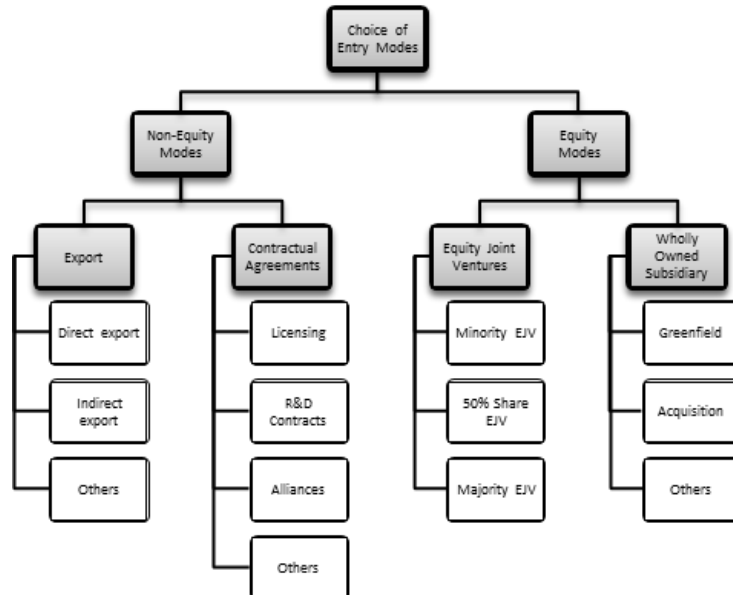 Choice of
Entry Modes
Non-Equity
Modes
Equity
Modes
Export
Contractual
Agreements
Equity Joint
Ventures
Wholly
Owned
Subsidiary
Direct export
Licensing
Minority EJV
Greenfield
Indirect
export
R&D
Contracts
50% Share
EJV
Acquisition
Others
Alliances
Majority EJV
Others
Others